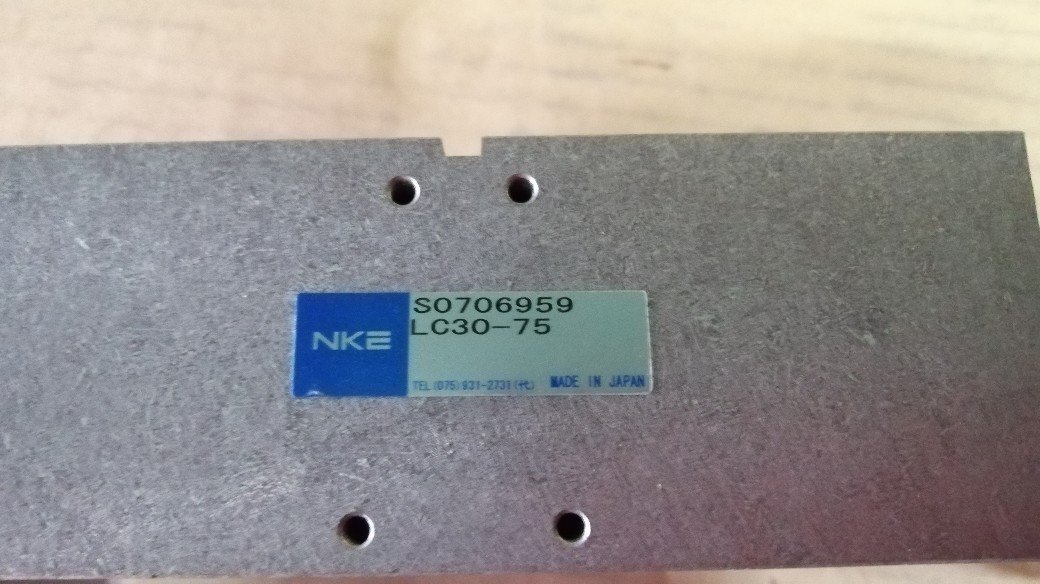 NKE
S0706959
LC30-75
TEL(075)931-2731(代) MADE IN JAPAN